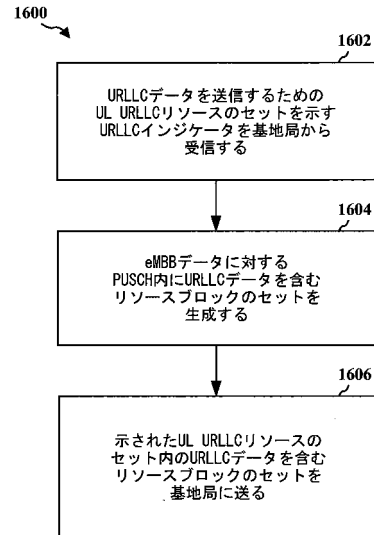 1600
1602
URLLCデータを送信するための
UL URLLCリソースのセットを示す
URLLCインジケータを基地局から
受信する
1604
eMBBデータに対する
PUSCH内にURLLCデータを含む
リソースブロックのセットを
生成する
1606
示されたUL URLLCリソースの
セット内のURLLCデータを含む
リソースブロックのセットを
基地局に送る